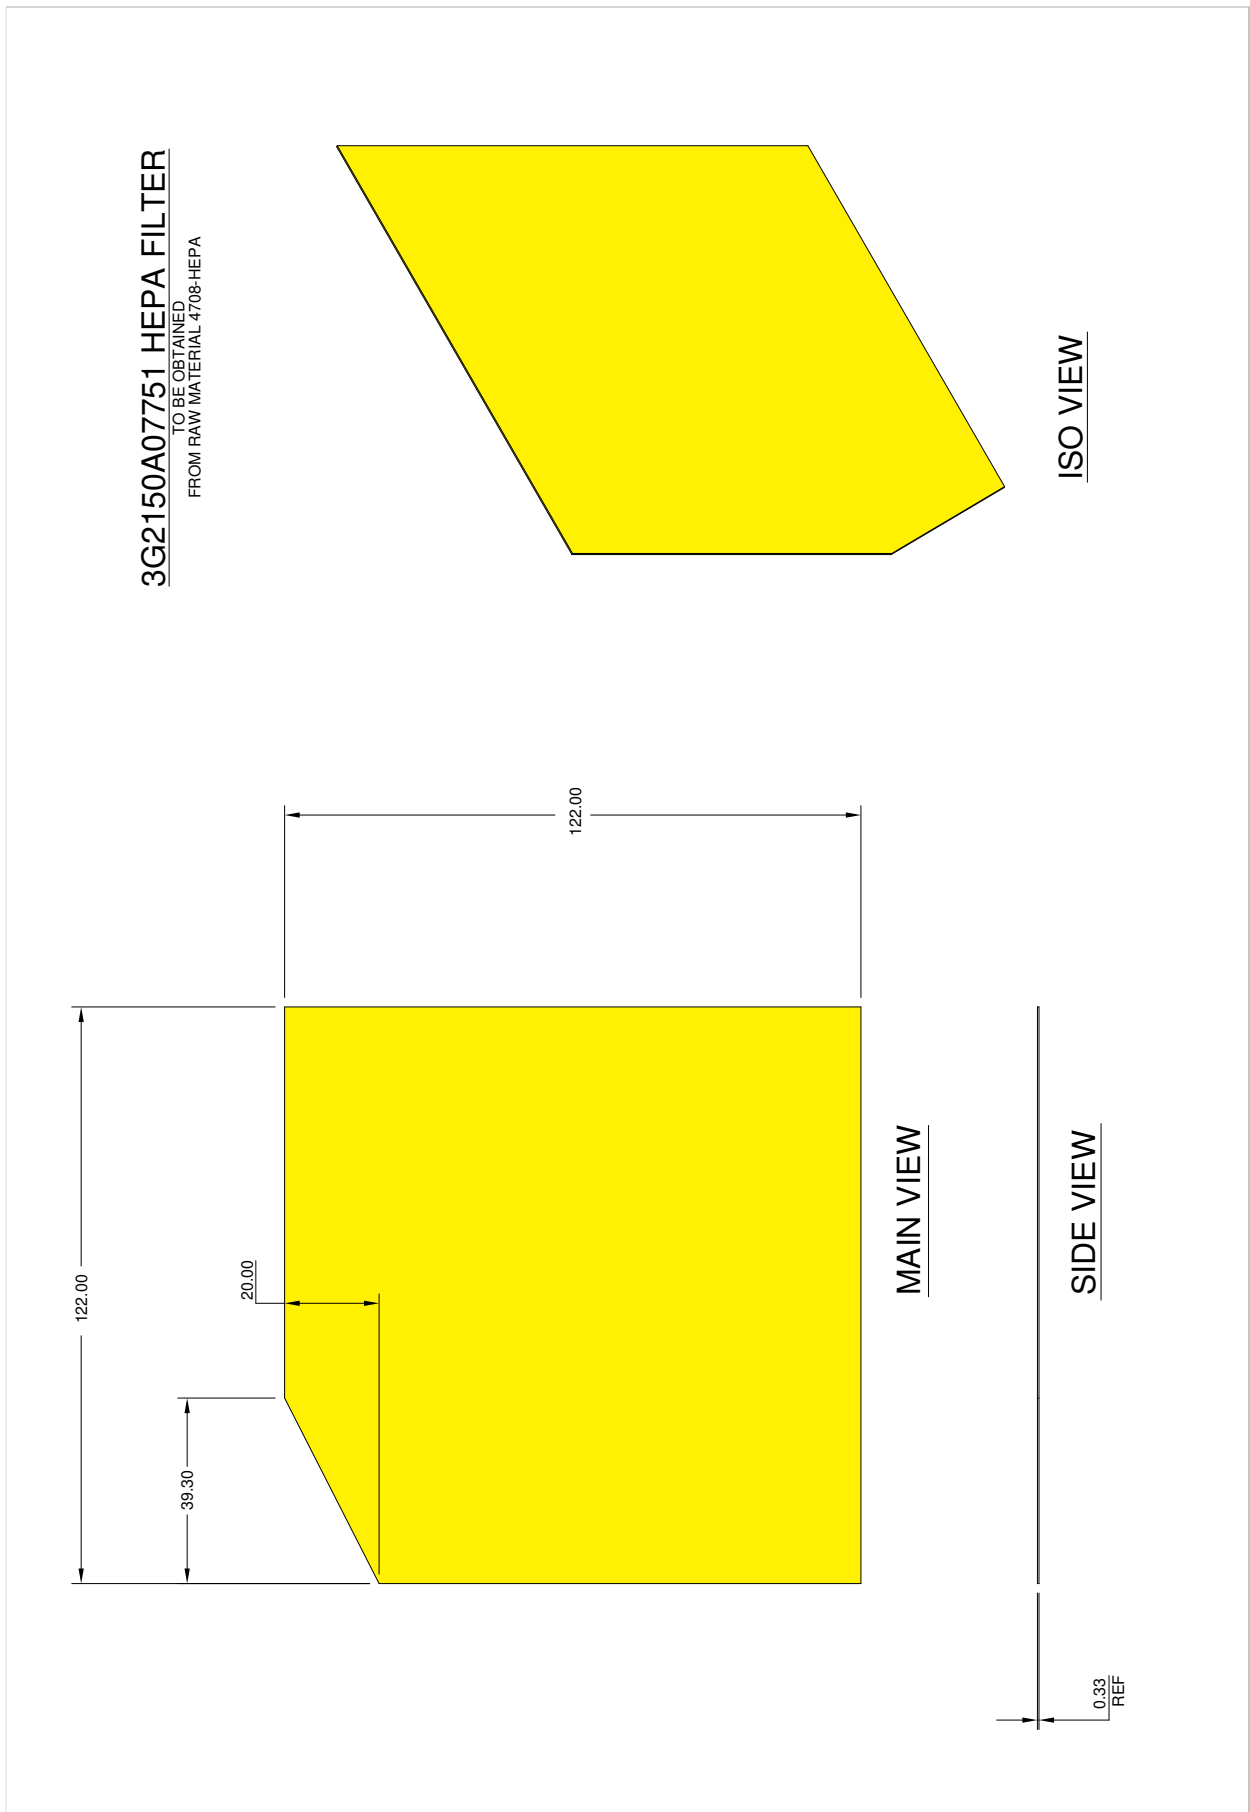 3G2150A07751 HEPA FILTER
TO BE OBTAINED
FROM RAW MATERIAL 4708-HEPA
122.00
39.30
20.00
122.00
MAIN VIEW
ISO VIEW
0.33
REF
SIDE VIEW